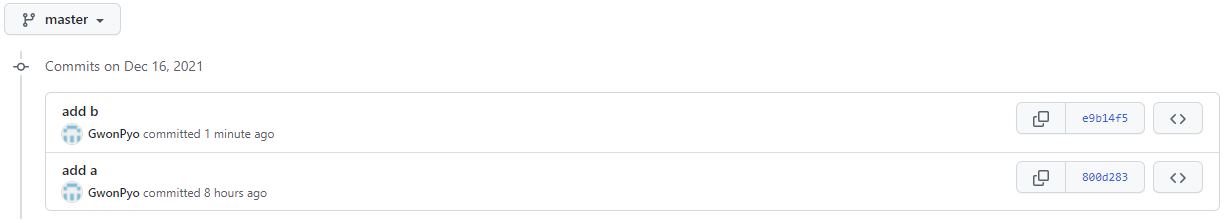 master
Commits on Dec 16, 2021
add b
GwonPyo committed 1 minute ago
e9b14f5
add a
GwonPyo committed 8 hours ago
800d283